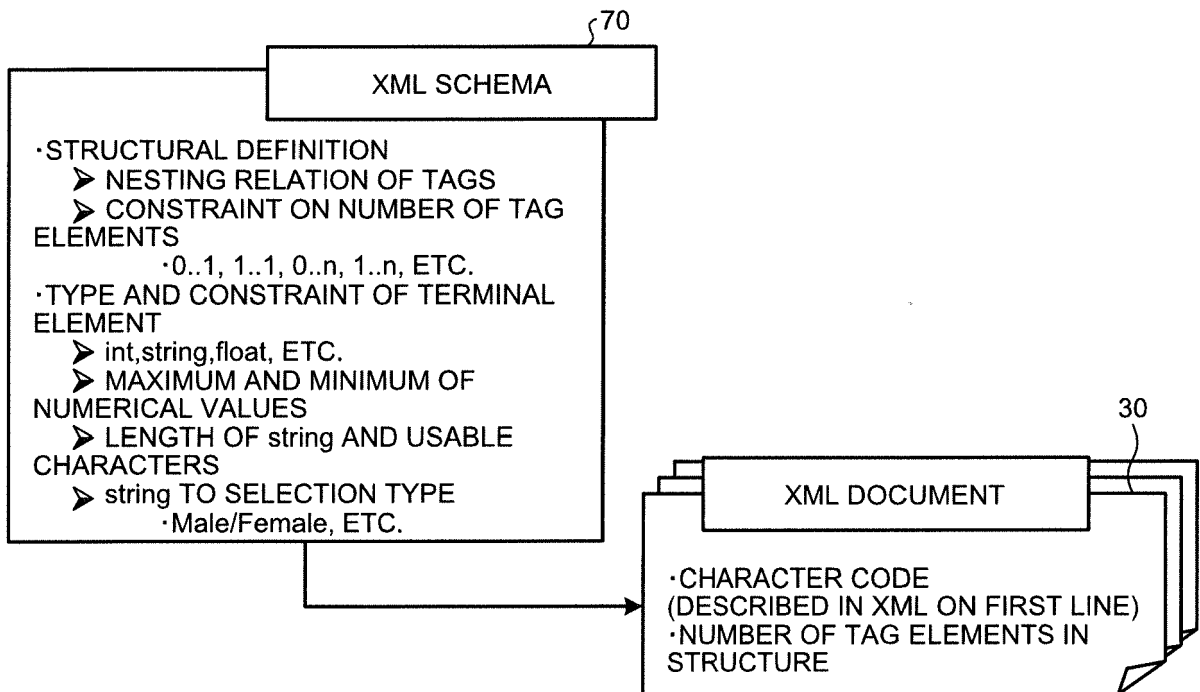 70
XML SCHEMA
·STRUCTURAL DEFINITION
➢ NESTING RELATION OF TAGS
➢ CONSTRAINT ON NUMBER OF TAG
ELEMENTS
·0..1, 1..1, 0..n, 1..n, ETC.
·TYPE AND CONSTRAINT OF TERMINAL
ELEMENT
➢ int,string,float, ETC.
➢ MAXIMUM AND MINIMUM OF
NUMERICAL VALUES
➢ LENGTH OF string AND USABLE
CHARACTERS
➢ string TO SELECTION TYPE
·Male/Female, ETC.
30
XML DOCUMENT
·CHARACTER CODE
(DESCRIBED IN XML ON FIRST LINE)
·NUMBER OF TAG ELEMENTS IN
STRUCTURE